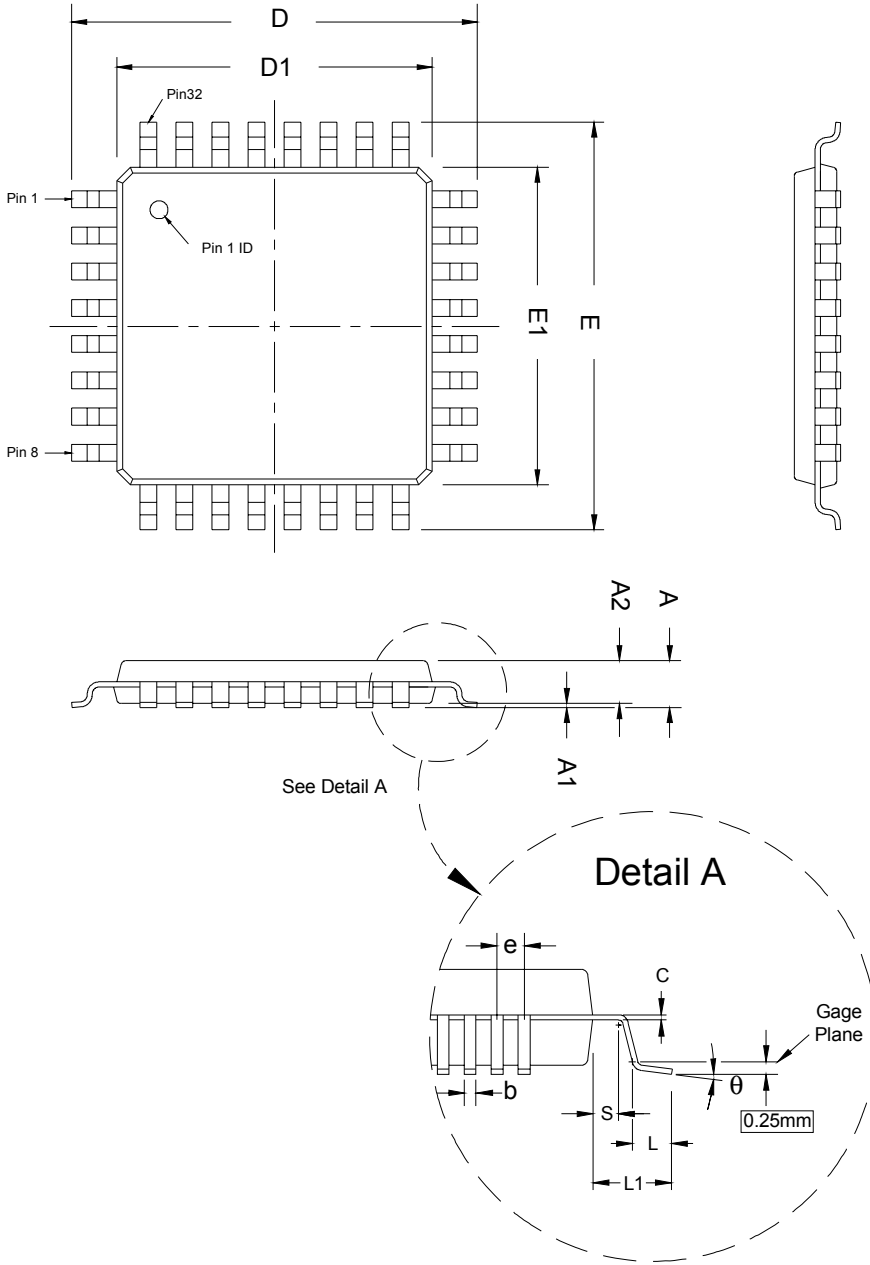 D
D1
Pin32
Pin 1
Pin 1 ID
E1
E
Pin 8
A2
A
A1
See Detail A
Detail A
e
C
Gage
Plane
b
θ
S
0.25mm
L
L1